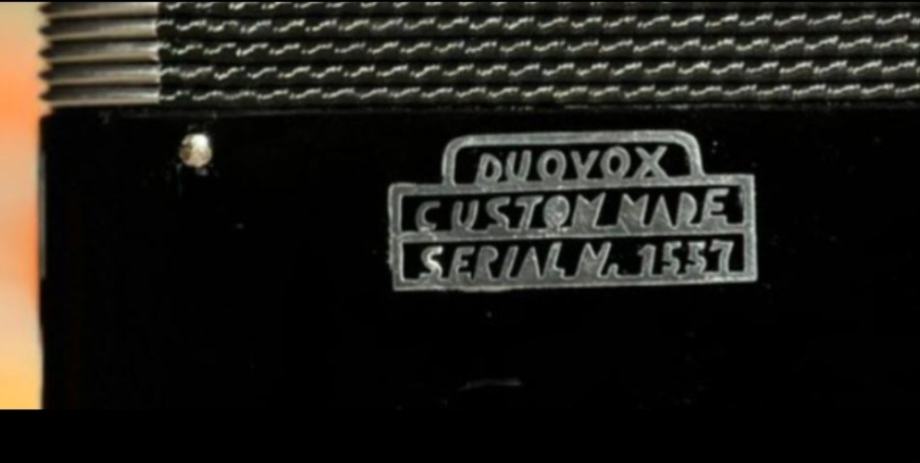 DUOVOX
CUSTOM MADE
SERIAL N. 1557